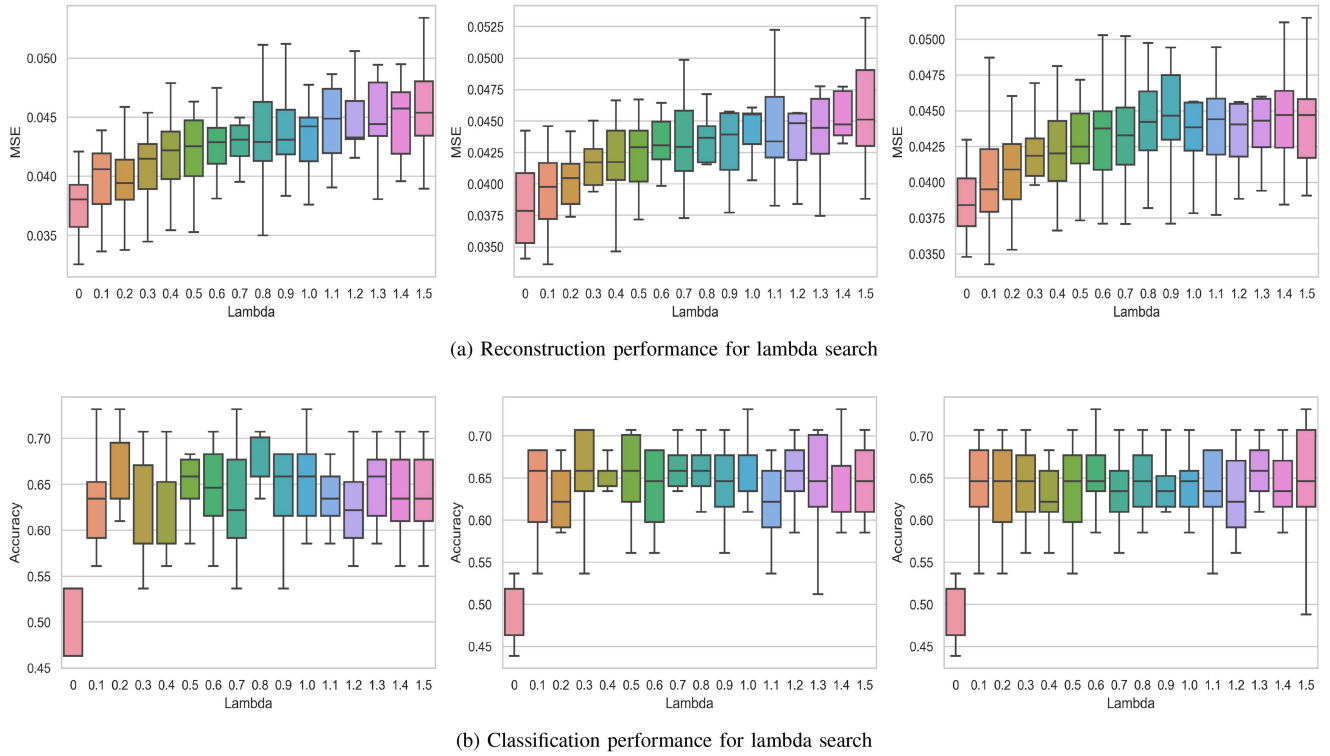 MSE
0.050
0.045
0.040
0.035
0 0.1 0.2 0.3 0.4 0.5 0.6 0.7 0.8 0.9 1.0 1.1 1.2 1.3 1.4 1.5
Lambda
MSE
0.0525
0.0500
0.0475
0.0450
0.0425
0.0400
0.0375
0.0350
0 0.1 0.2 0.3 0.4 0.5 0.6 0.7 0.8 0.9 1.0 1.1 1.2 1.3 1.4 1.5
Lambda
MSE
0.0500
0.0475
0.0450
0.0425
0.0400
0.0375
0.0350
0 0.1 0.2 0.3 0.4 0.5 0.6 0.7 0.8 0.9 1.0 1.1 1.2 1.3 1.4 1.5
Lambda
(a) Reconstruction performance for lambda search
Accuracy
0.70
0.65
0.60
0.55
0.50
0.45
0 0.1 0.2 0.3 0.4 0.5 0.6 0.7 0.8 0.9 1.0 1.1 1.2 1.3 1.4 1.5
Lambda
Accuracy
0.70
0.65
0.60
0.55
0.50
0.45
0 0.1 0.2 0.3 0.4 0.5 0.6 0.7 0.8 0.9 1.0 1.1 1.2 1.3 1.4 1.5
Lambda
Accuracy
0.70
0.65
0.60
0.55
0.50
0.45
0 0.1 0.2 0.3 0.4 0.5 0.6 0.7 0.8 0.9 1.0 1.1 1.2 1.3 1.4 1.5
Lambda
(b) Classification performance for lambda search